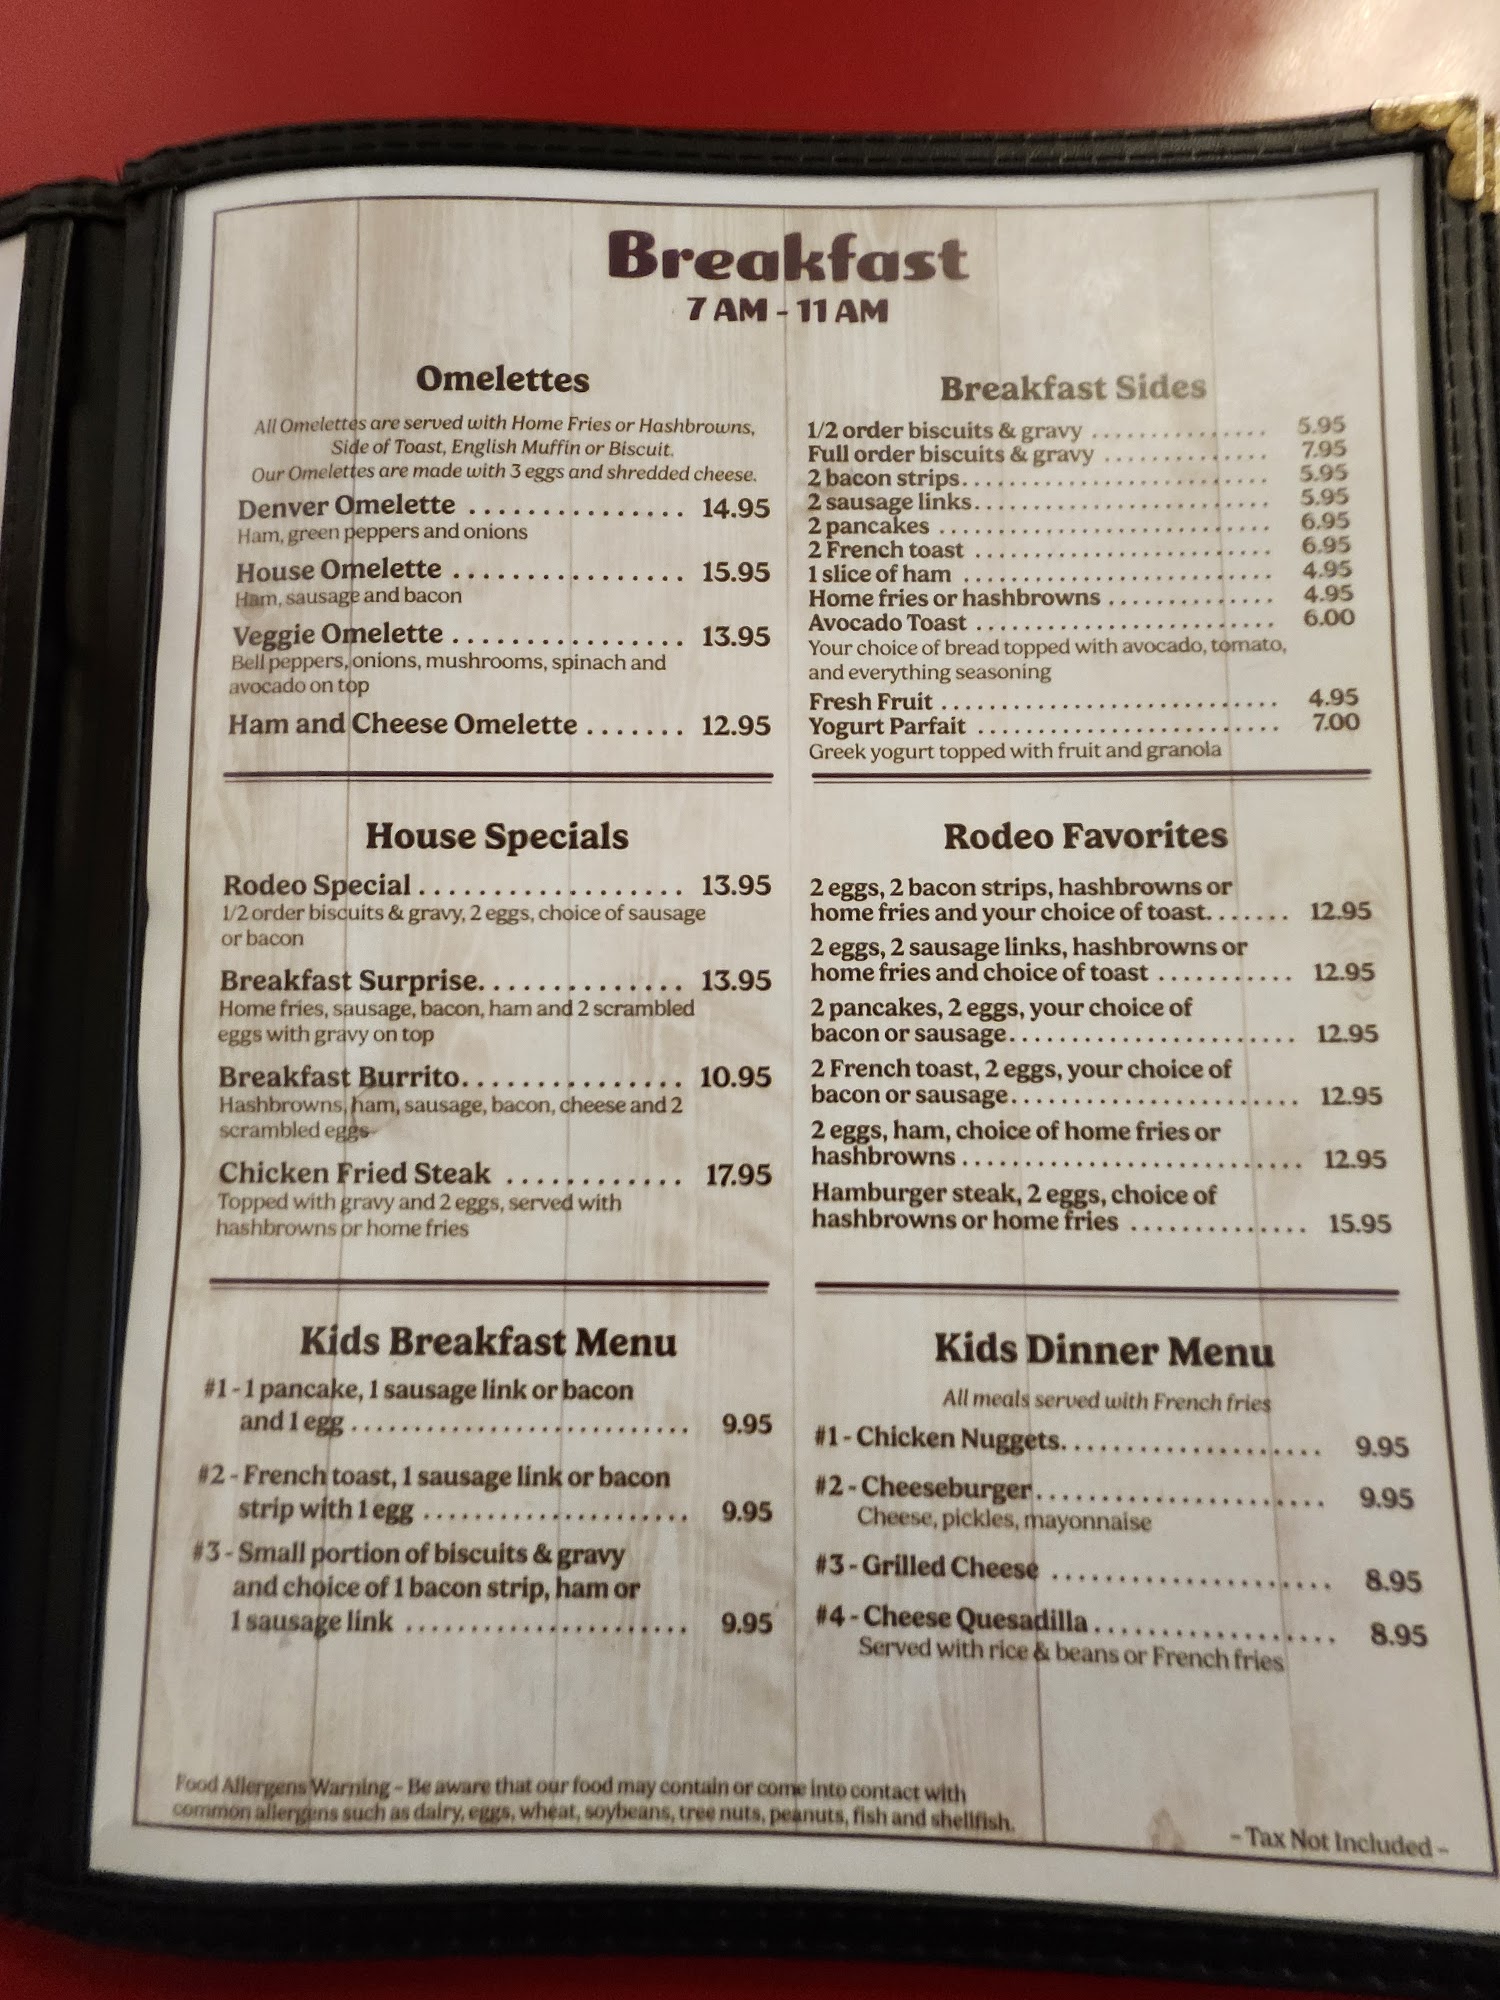 Breakfast
7 AM - 11 AM
Omelettes
All Omelettes are served with Home Fries or Hashbrowns,
Side of Toast, English Muffin or Biscuit.
Our Omelettes are made with 3 eggs and shredded cheese.
Denver Omelette ............... 14.95
Ham, green peppers and onions
House Omelette ................ 15.95
Ham, sausage and bacon
Veggie Omelette ................ 13.95
Bell peppers, onions, mushrooms, spinach and
avocado on top
Ham and Cheese Omelette ....... 12.95
Breakfast Sides
1/2 order biscuits & gravy ............... 5.95
Full order biscuits & gravy .............. 7.95
2 bacon strips.......................... 5.95
2 sausage links......................... 5.95
2 pancakes ............................ 6.95
2 French toast ......................... 6.95
1 slice of ham .......................... 4.95
Home fries or hashbrowns .............. 4.95
Avocado Toast ......................... 6.00
Your choice of bread topped with avocado, tomato,
and everything seasoning
Fresh Fruit ............................ 4.95
Yogurt Parfait ......................... 7.00
Greek yogurt topped with fruit and granola
House Specials
Rodeo Special................... 13.95
1/2 order biscuits & gravy, 2 eggs, choice of sausage
or bacon
Breakfast Surprise............... 13.95
Home fries, sausage, bacon, ham and 2 scrambled
eggs with gravy on top
Breakfast Burrito................ 10.95
Hashbrowns, ham, sausage, bacon, cheese and 2
scrambled eggs
Chicken Fried Steak ............ 17.95
Topped with gravy and 2 eggs, served with
hashbrowns or home fries
Rodeo Favorites
2 eggs, 2 bacon strips, hashbrowns or
home fries and your choice of toast....... 12.95
2 eggs, 2 sausage links, hashbrowns or
home fries and choice of toast ........... 12.95
2 pancakes, 2 eggs, your choice of
bacon or sausage....................... 12.95
2 French toast, 2 eggs, your choice of
bacon or sausage....................... 12.95
2 eggs, ham, choice of home fries or
hashbrowns ........................... 12.95
Hamburger steak, 2 eggs, choice of
hashbrowns or home fries .............. 15.95
Kids Breakfast Menu
#1 - 1 pancake, 1 sausage link or bacon
and 1 egg .......................... 9.95
#2 - French toast, 1 sausage link or bacon
strip with 1 egg ..................... 9.95
#3 - Small portion of biscuits & gravy
and choice of 1 bacon strip, ham or
1 sausage link ...................... 9.95
Kids Dinner Menu
All meals served with French fries
#1 - Chicken Nuggets.................... 9.95
#2 - Cheeseburger...................... 9.95
Cheese, pickles, mayonnaise
#3 - Grilled Cheese ..................... 8.95
#4 - Cheese Quesadilla................... 8.95
Served with rice & beans or French fries
Food Allergens Warning - Be aware that our food may contain or come into contact with
common allergens such as dairy, eggs, wheat, soybeans, tree nuts, peanuts, fish and shellfish.
- Tax Not Included -